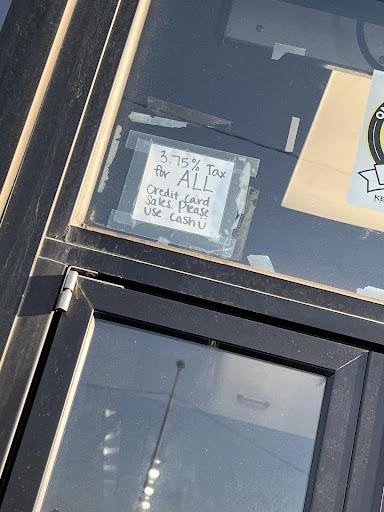 3.75% Tax
for ALL
Credit card
Sales. Please
use cash